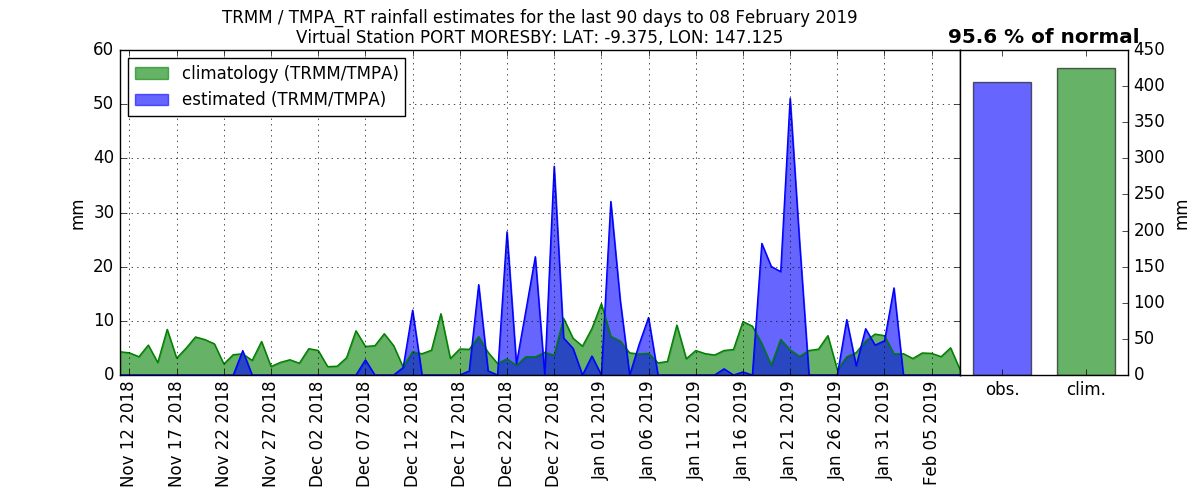 TRMM / TMPA_RT rainfall estimates for the last 90 days to 08 February 2019
Virtual Station PORT MORESBY: LAT: -9.375, LON: 147.125
95.6 % of normal
climatology (TRMM/TMPA)
estimated (TRMM/TMPA)
mm
60
50
40
30
20
10
0
Nov 12 2018
Nov 17 2018
Nov 22 2018
Nov 27 2018
Dec 02 2018
Dec 07 2018
Dec 12 2018
Dec 17 2018
Dec 22 2018
Dec 27 2018
Jan 01 2019
Jan 06 2019
Jan 11 2019
Jan 16 2019
Jan 21 2019
Jan 26 2019
Jan 31 2019
Feb 05 2019
obs.
clim.
450
400
350
300
250
200
150
100
50
0
mm